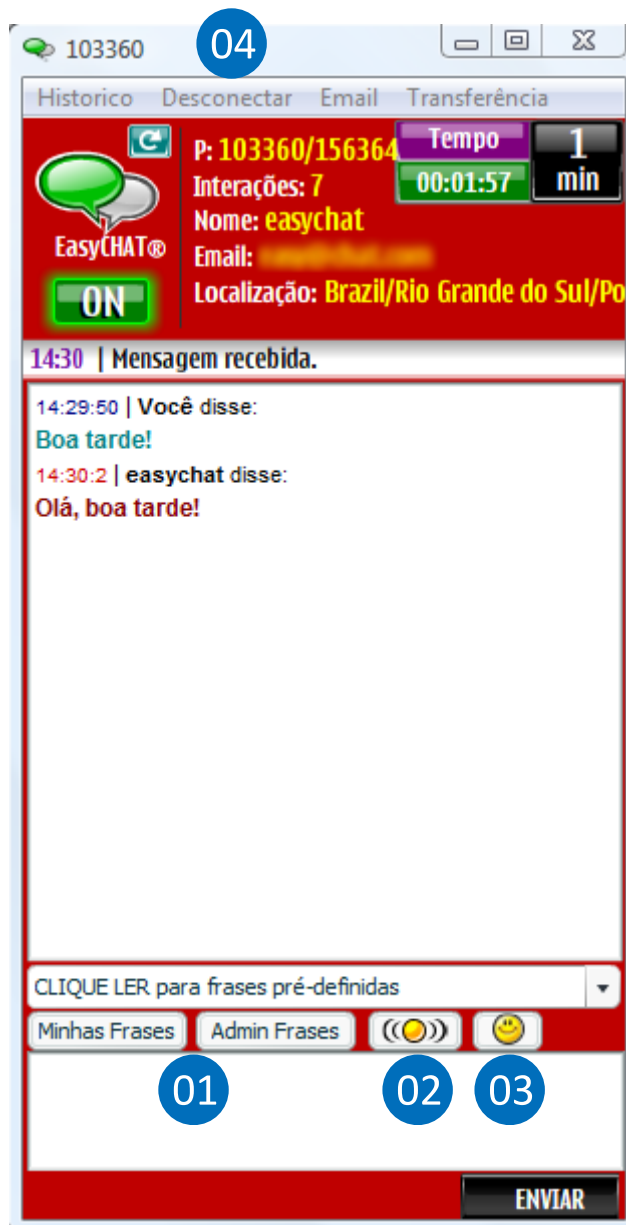 103360
04
Historico Desconectar Email Transferência
P: 103360/156364
Tempo
1
min
00:01:57
Interações: 7
Nome: easychat
Email:
Localização: Brazil/Rio Grande do Sul/Po
EasyCHAT®
ON
14:30 | Mensagem recebida.
14:29:50 | Você disse:
Boa tarde!
14:30:2 | easychat disse:
Olá, boa tarde!
CLIQUE LER para frases pré-definidas
Minhas Frases Admin Frases ((O))
01 02 03
ENVIAR